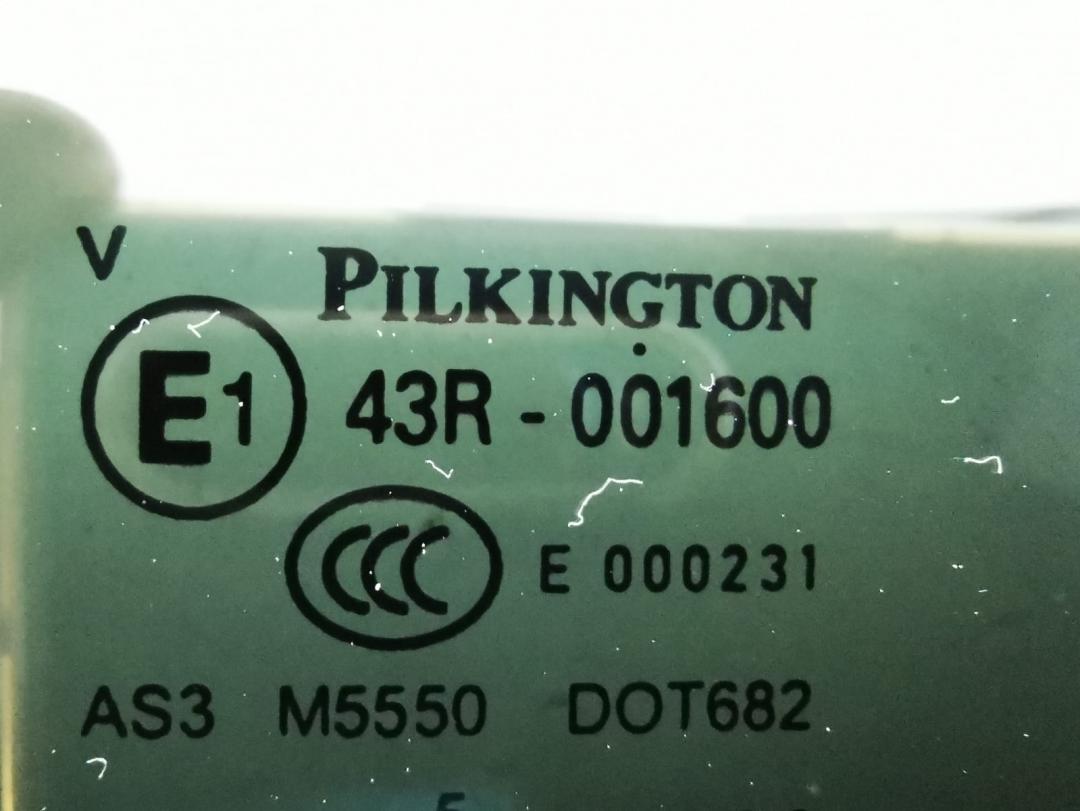 V
PILKINGTON
E1 43R - 001600
CCC E 000231
AS3 M5550 DOT682